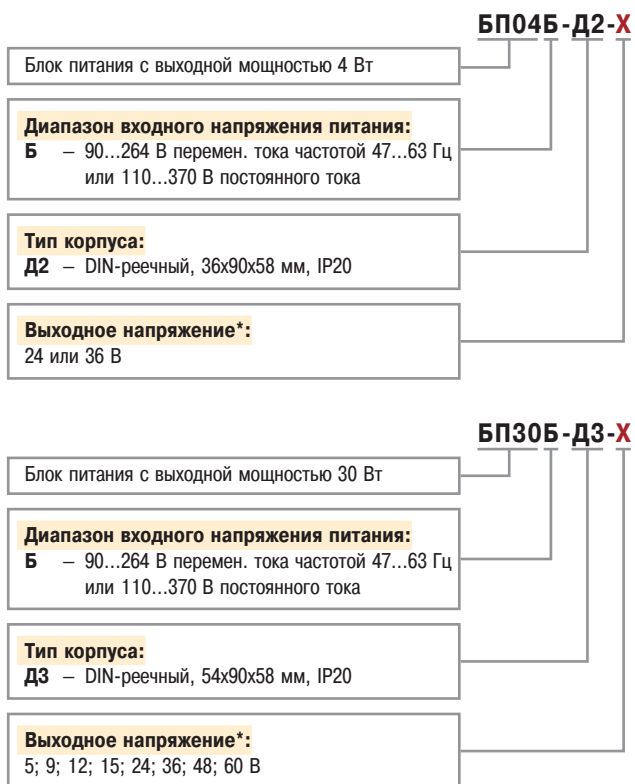 БП04Б-Д2-Х
Блок питания с выходной мощностью 4 Вт
Диапазон входного напряжения питания:
Б – 90...264 В перемен. тока частотой 47...63 Гц
или 110...370 В постоянного тока
Тип корпуса:
Д2 – DIN-реечный, 36х90х58 мм, IP20
Выходное напряжение*:
24 или 36 В
БП30Б-Д3-Х
Блок питания с выходной мощностью 30 Вт
Диапазон входного напряжения питания:
Б – 90...264 В перемен. тока частотой 47...63 Гц
или 110...370 В постоянного тока
Тип корпуса:
Д3 – DIN-реечный, 54х90х58 мм, IP20
Выходное напряжение*:
5; 9; 12; 15; 24; 36; 48; 60 В